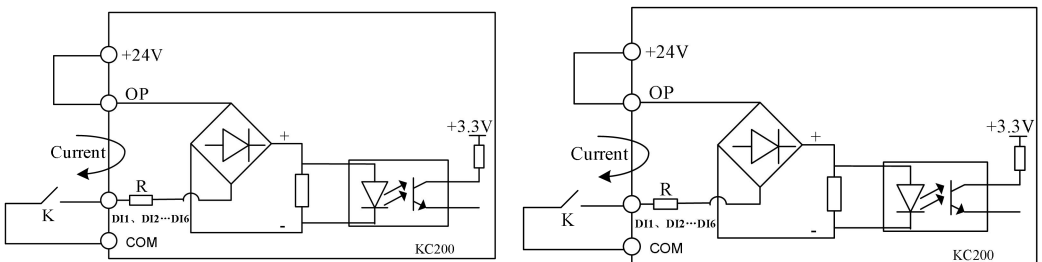 +24V
OP
+3.3V
+
Current
R
K
DI1、DI2…DI6
-
COM
KC200
+24V
OP
+3.3V
+
Current
R
K
DI1、DI2…DI6
-
COM
KC200